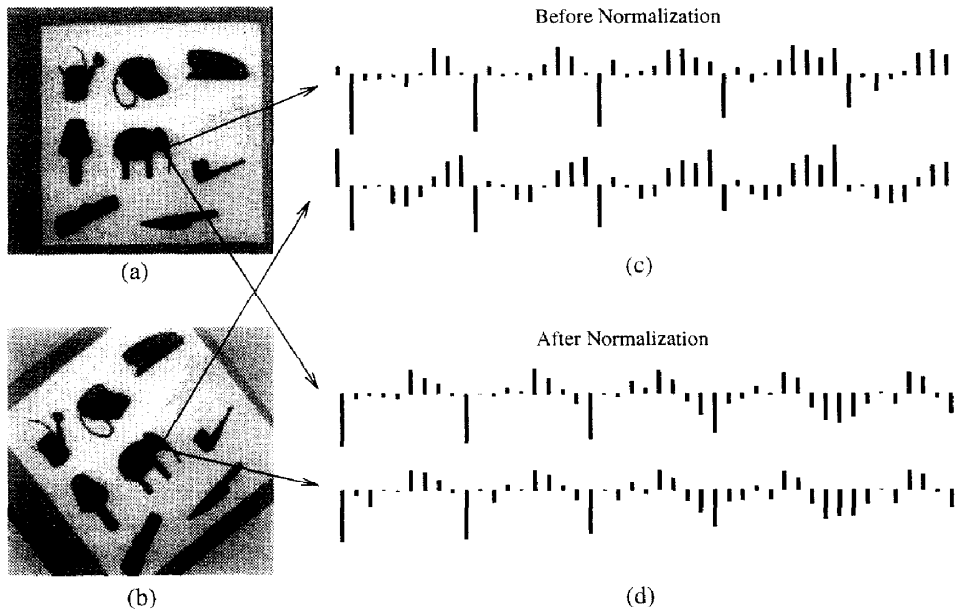 Before Normalization
(a)
(c)
After Normalization
(b)
(d)